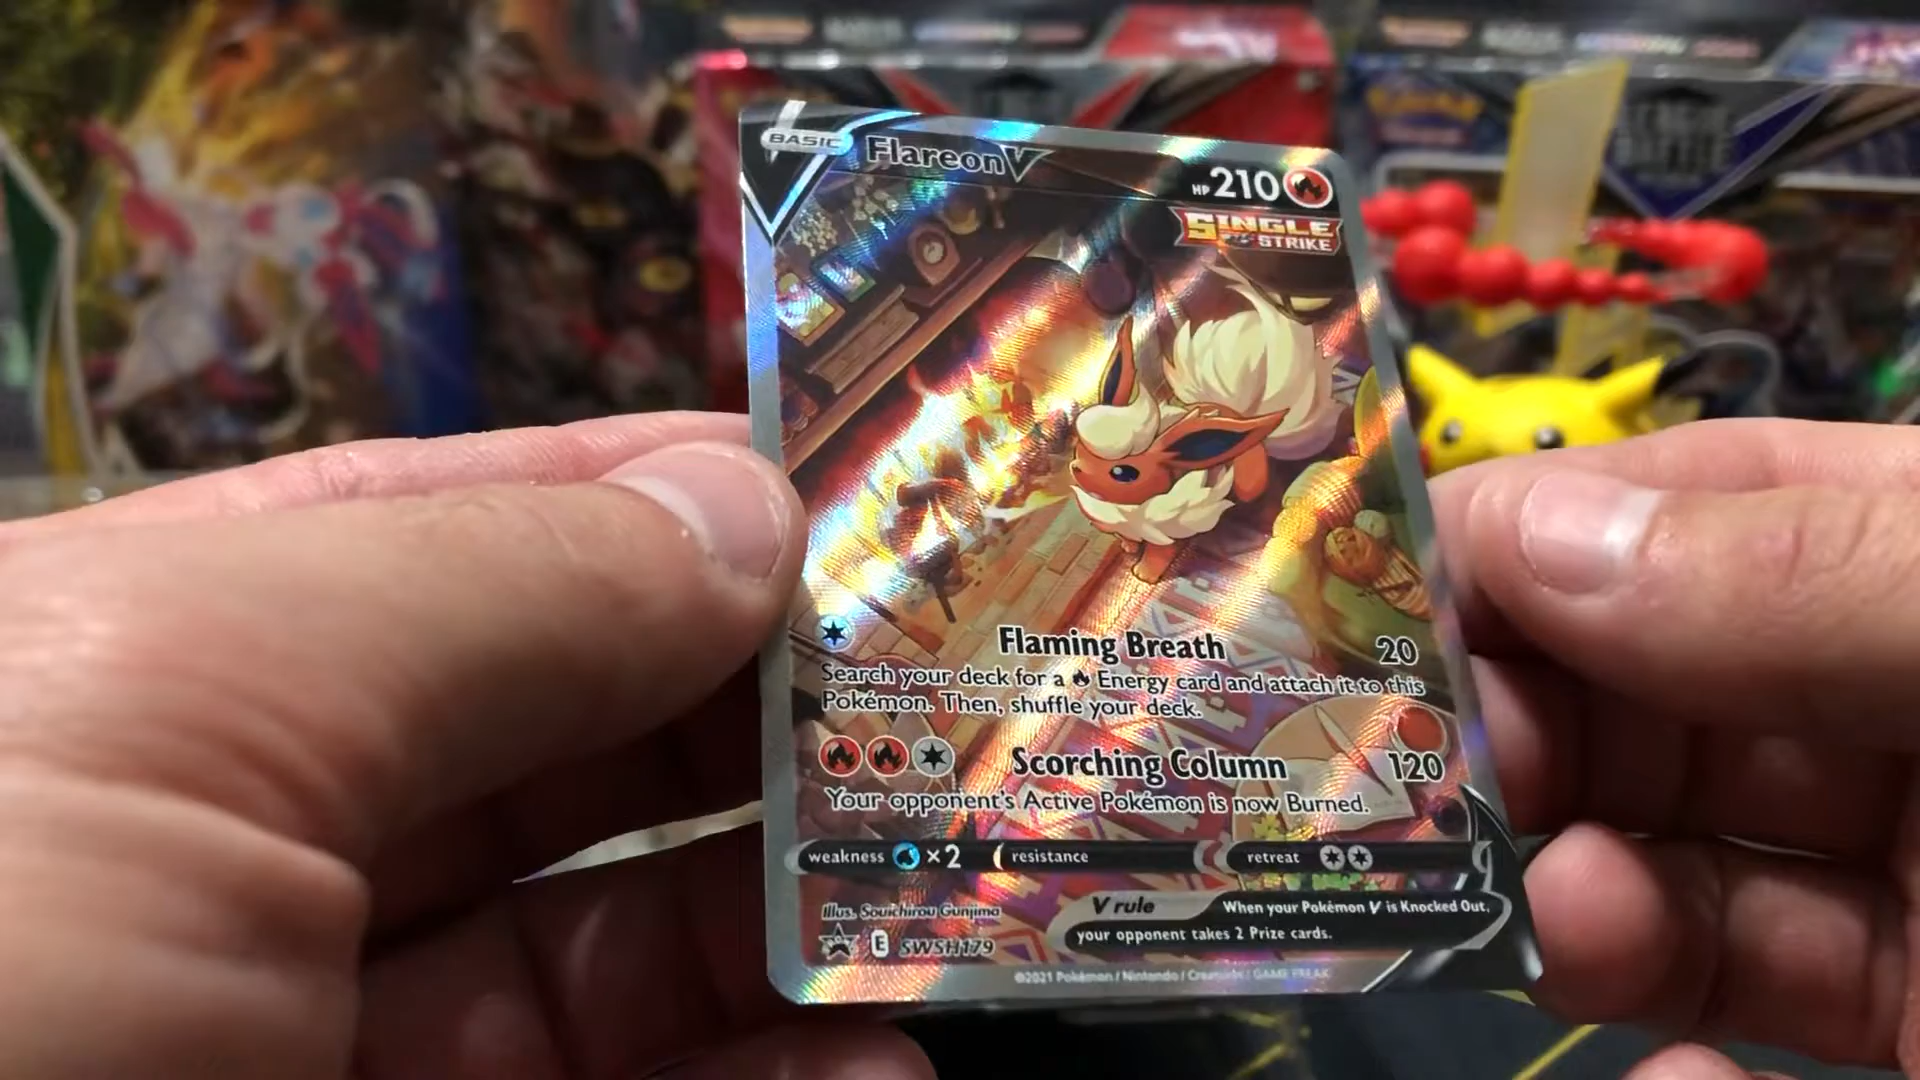 BASIC
Flareon V
HP 210
SINGLE
STRIKE
Flaming Breath 20
Search your deck for a Energy card and attach it to this
Pokémon. Then, shuffle your deck.
Scorching Column 120
Your opponent's Active Pokémon is now Burned.
weakness ×2 resistance retreat
V rule When your Pokémon V is Knocked Out,
your opponent takes 2 Prize cards.
Illus. Souichirou Gunjima
E SWSH179
©2021 Pokémon / Nintendo / Creatures / GAME FREAK
Pokémon
LEAGUE
BATTLE